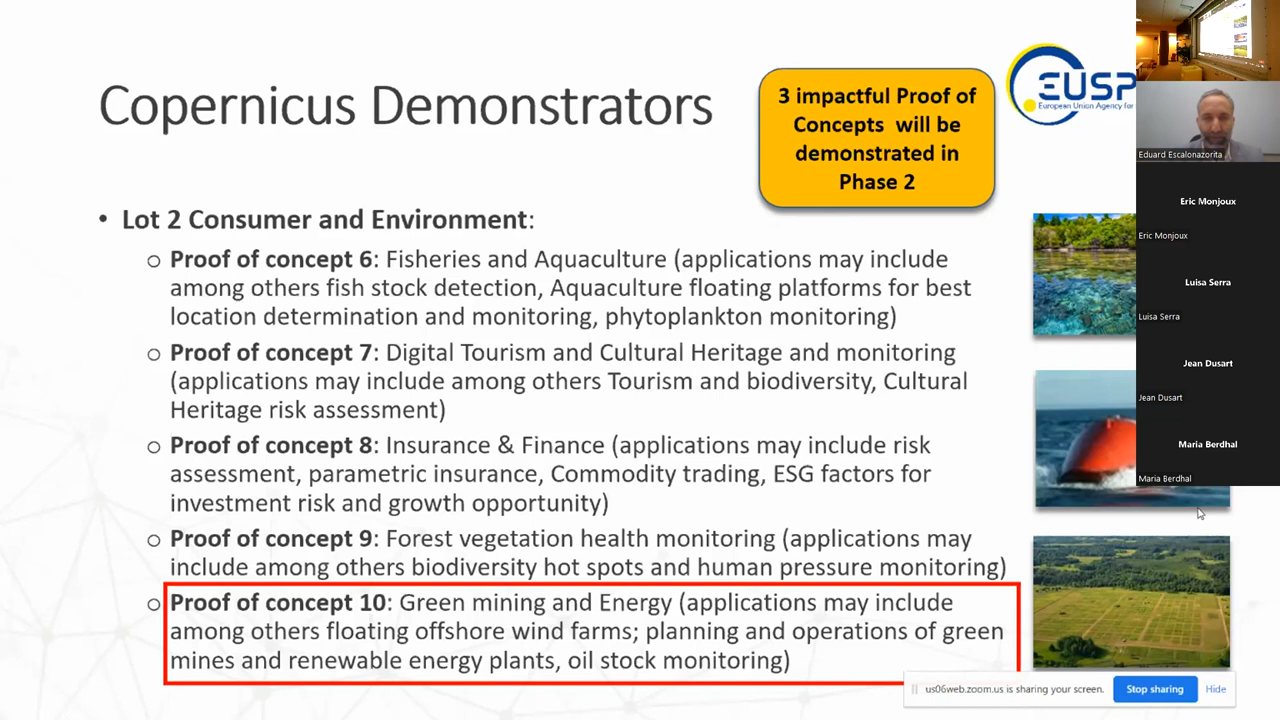 Copernicus Demonstrators
3 impactful Proof of
Concepts will be
demonstrated in
Phase 2
EUSP
European Union Agency for
• Lot 2 Consumer and Environment:
o Proof of concept 6: Fisheries and Aquaculture (applications may include
among others fish stock detection, Aquaculture floating platforms for best
location determination and monitoring, phytoplankton monitoring)
o Proof of concept 7: Digital Tourism and Cultural Heritage and monitoring
(applications may include among others Tourism and biodiversity, Cultural
Heritage risk assessment)
o Proof of concept 8: Insurance & Finance (applications may include risk
assessment, parametric insurance, Commodity trading, ESG factors for
investment risk and growth opportunity)
o Proof of concept 9: Forest vegetation health monitoring (applications may
include among others biodiversity hot spots and human pressure monitoring)
o Proof of concept 10: Green mining and Energy (applications may include
among others floating offshore wind farms; planning and operations of green
mines and renewable energy plants, oil stock monitoring)
Eduard Escalonazorita
Eric Monjoux
Eric Monjoux
Luisa Serra
Luisa Serra
Jean Dusart
Jean Dusart
Maria Berdhal
Maria Berdhal
us06web.zoom.us is sharing your screen.
Stop sharing
Hide